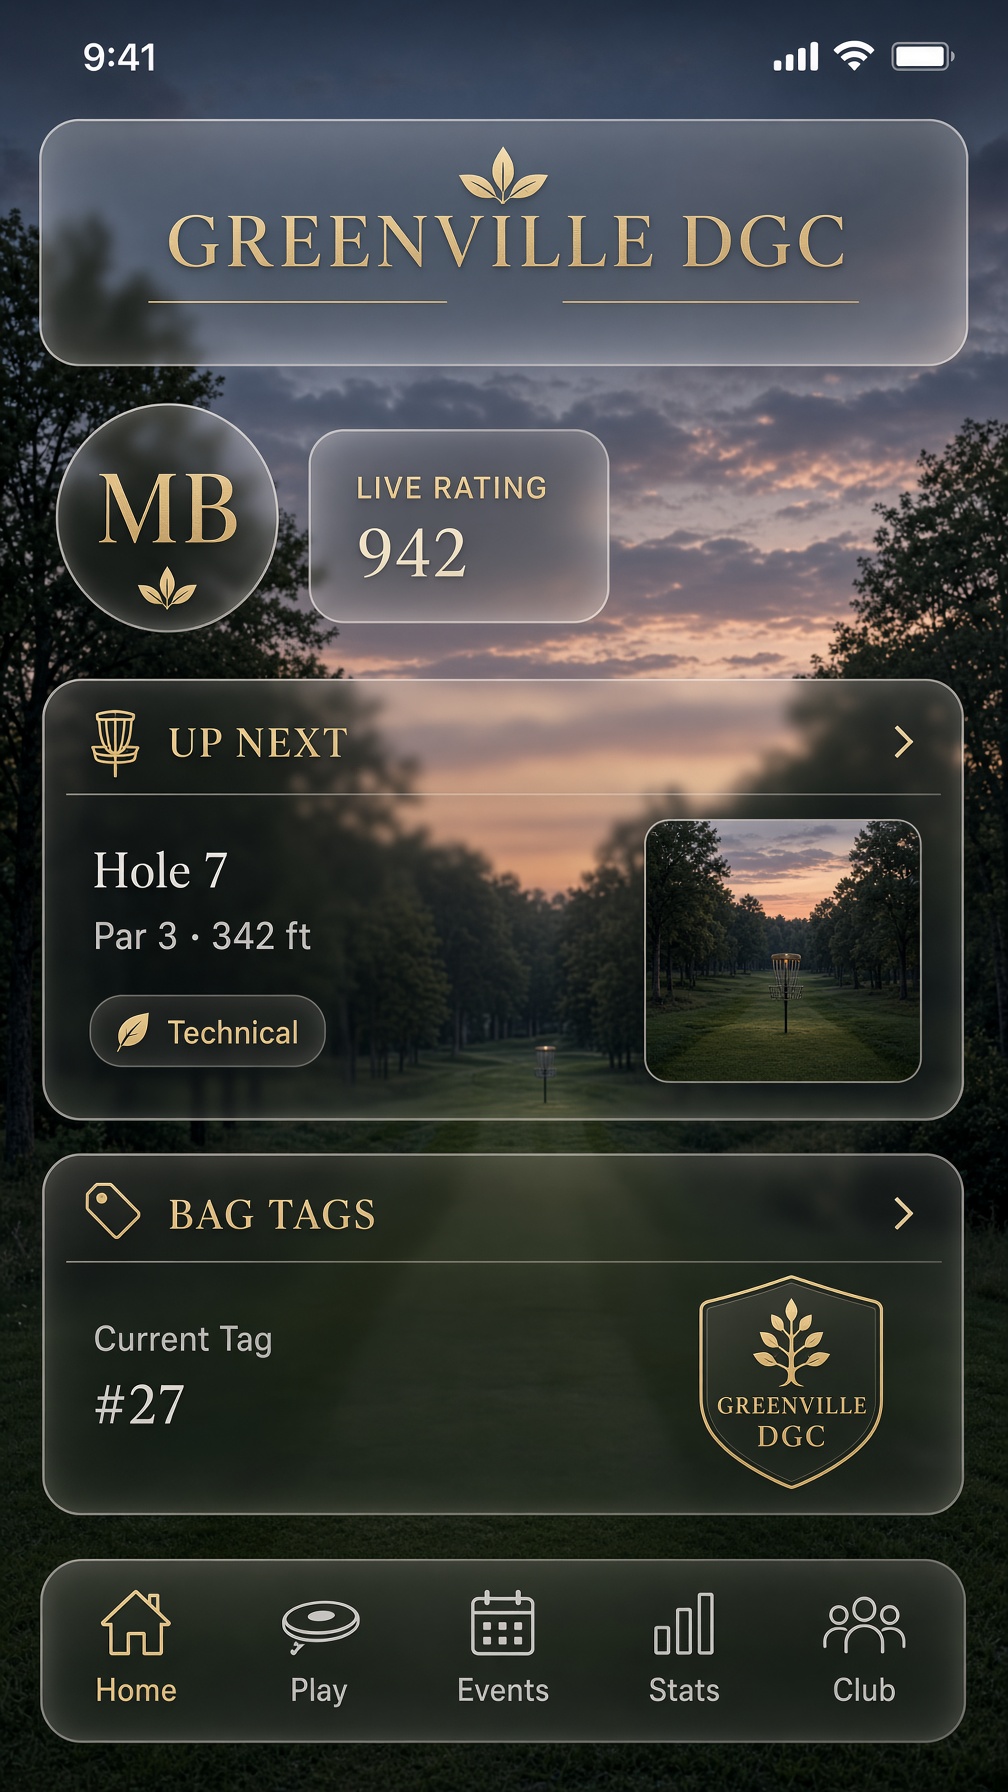 9:41
GREENVILLE DGC
MB
LIVE RATING
942
UP NEXT
Hole 7
Par 3 • 342 ft
Technical
BAG TAGS
Current Tag
#27
GREENVILLE
DGC
Home
Play
Events
Stats
Club